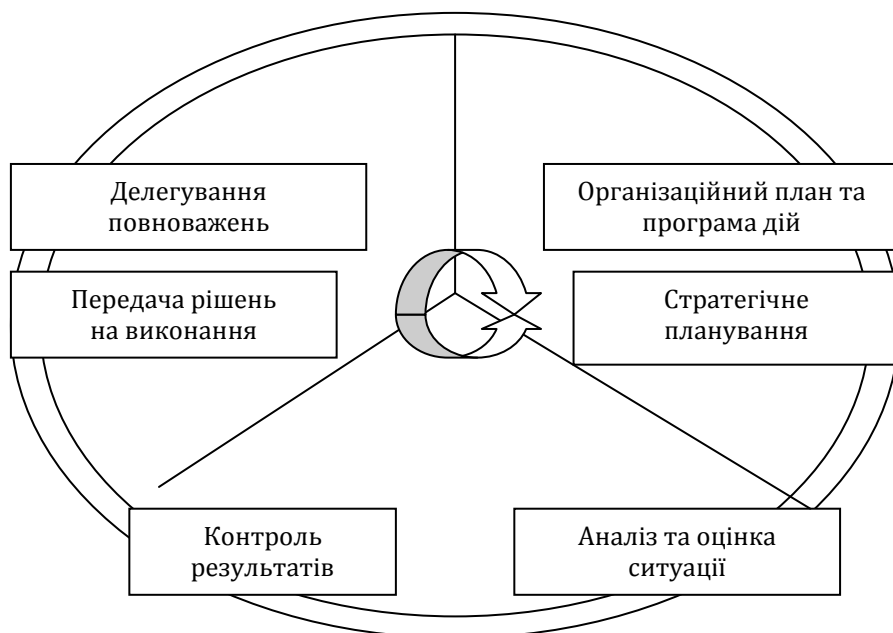 Делегування
повноважень
Організаційний план та
програма дій
Передача рішень
на виконання
Стратегічне
планування
Контроль
результатів
Аналіз та оцінка
ситуації